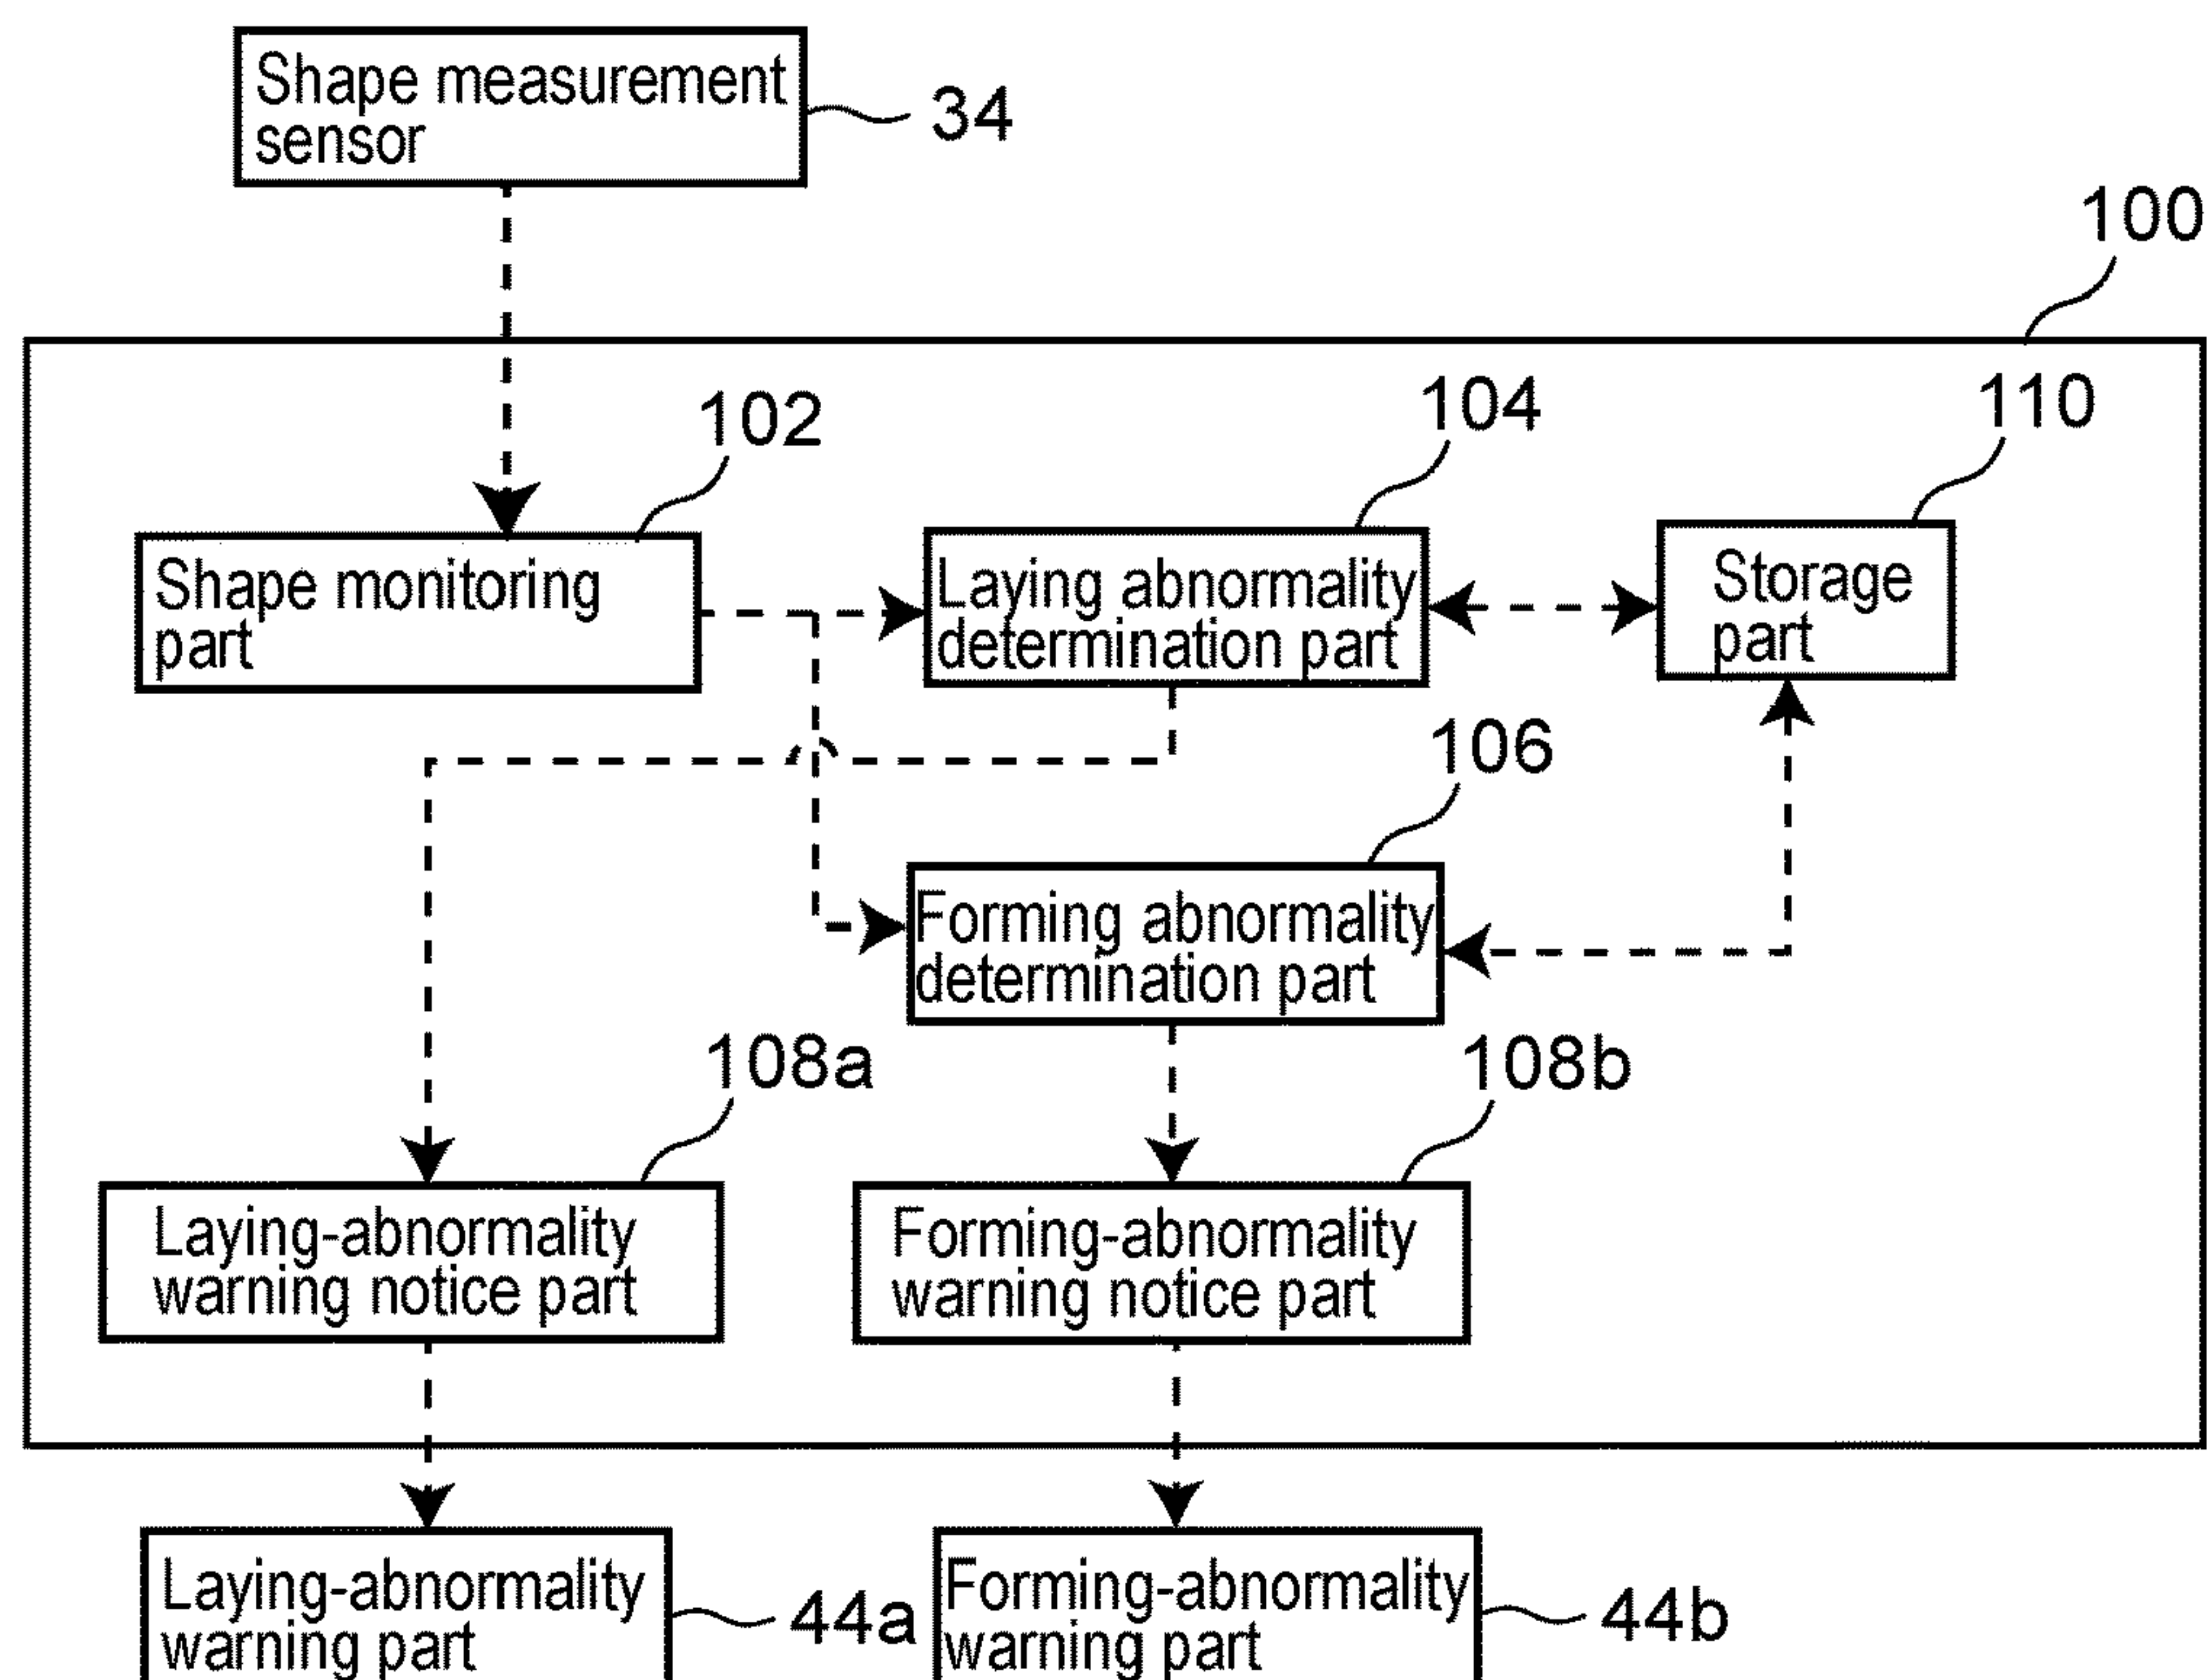 Shape measurement
sensor
34
100
102
104
110
Shape monitoring
part
Laying abnormality
determination part
Storage
part
106
Forming abnormality
determination part
108a
108b
Laying-abnormality
warning notice part
Forming-abnormality
warning notice part
Laying-abnormality
warning part
44a
Forming-abnormality
warning part
44b